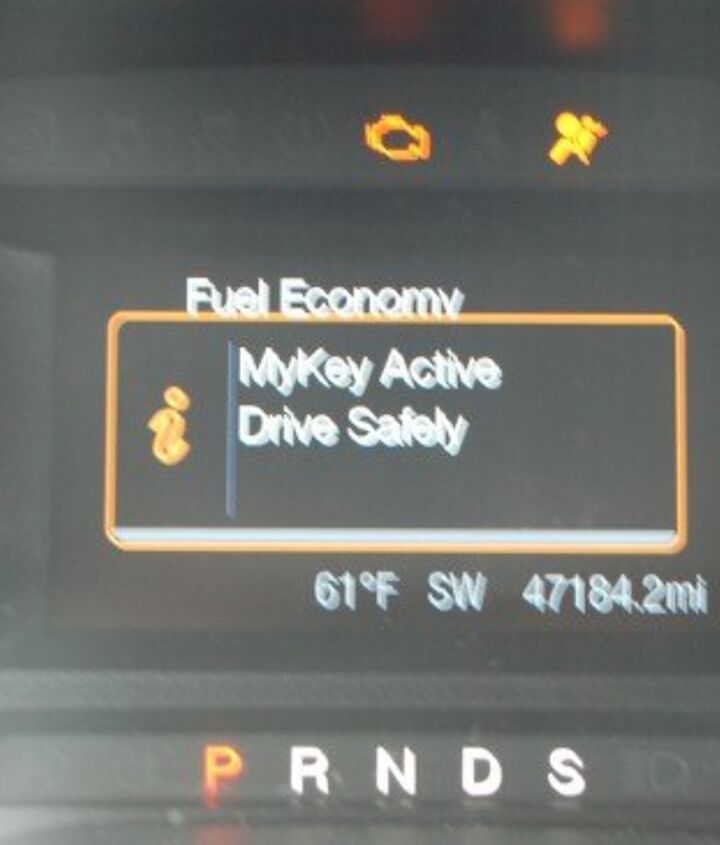 Fuel Economy
MyKey Active
Drive Safely
i
61°F SW 47184.2mi
P R N D S